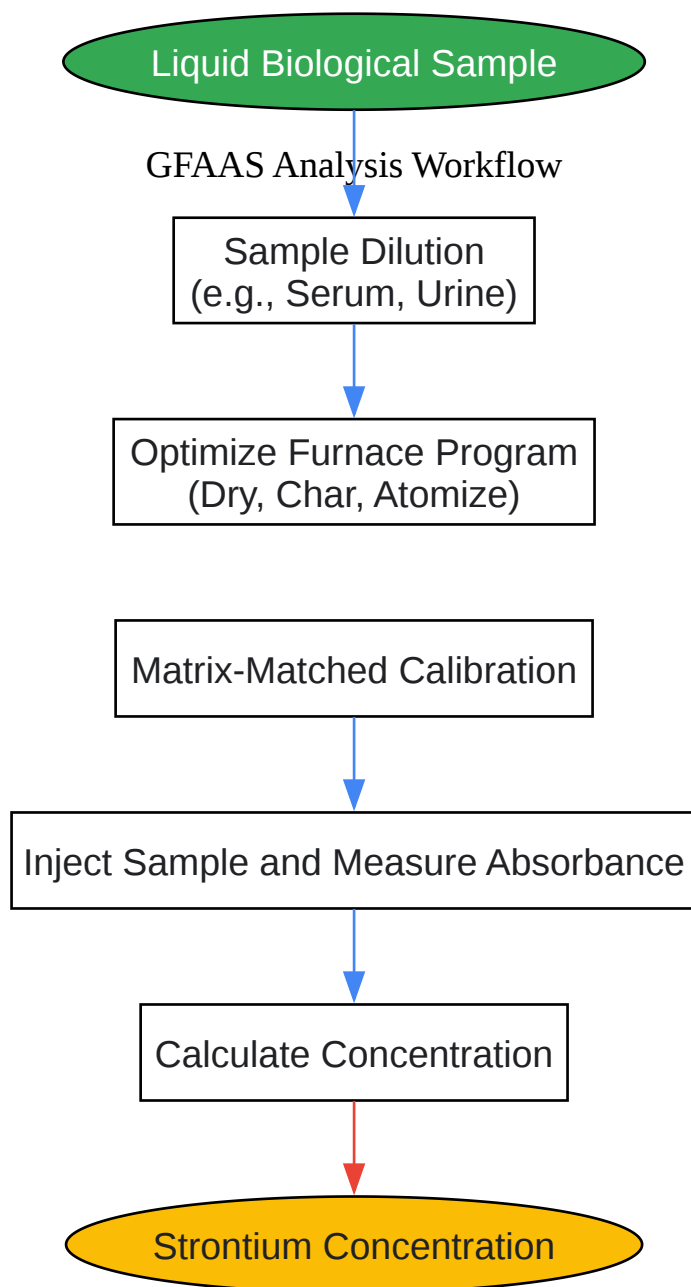 Liquid Biological Sample
GFAAS Analysis Workflow
Sample Dilution
(e.g., Serum, Urine)
Optimize Furnace Program
(Dry, Char, Atomize)
Matrix-Matched Calibration
Inject Sample and Measure Absorbance
Calculate Concentration
Strontium Concentration